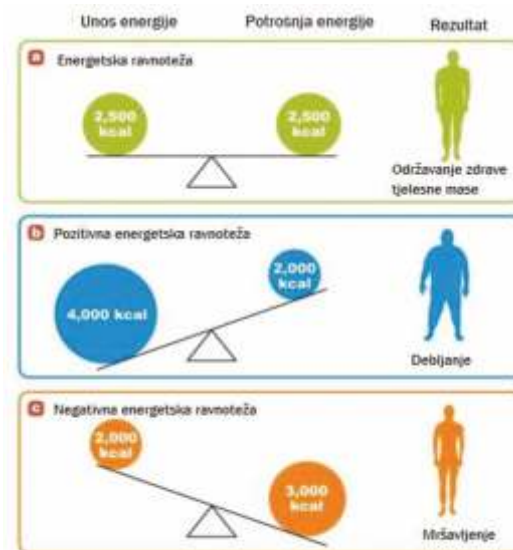 Unos energije Potrošnja energije Rezultat
a Energetska ravnoteža
2,500
kcal
2,500
kcal
Održavanje zdrave
tjelesne mase
b Pozitivna energetska ravnoteža
4,000 kcal
2,000
kcal
Debljanje
c Negativna energetska ravnoteža
2,000
kcal
3,000
kcal
Mršavljenje